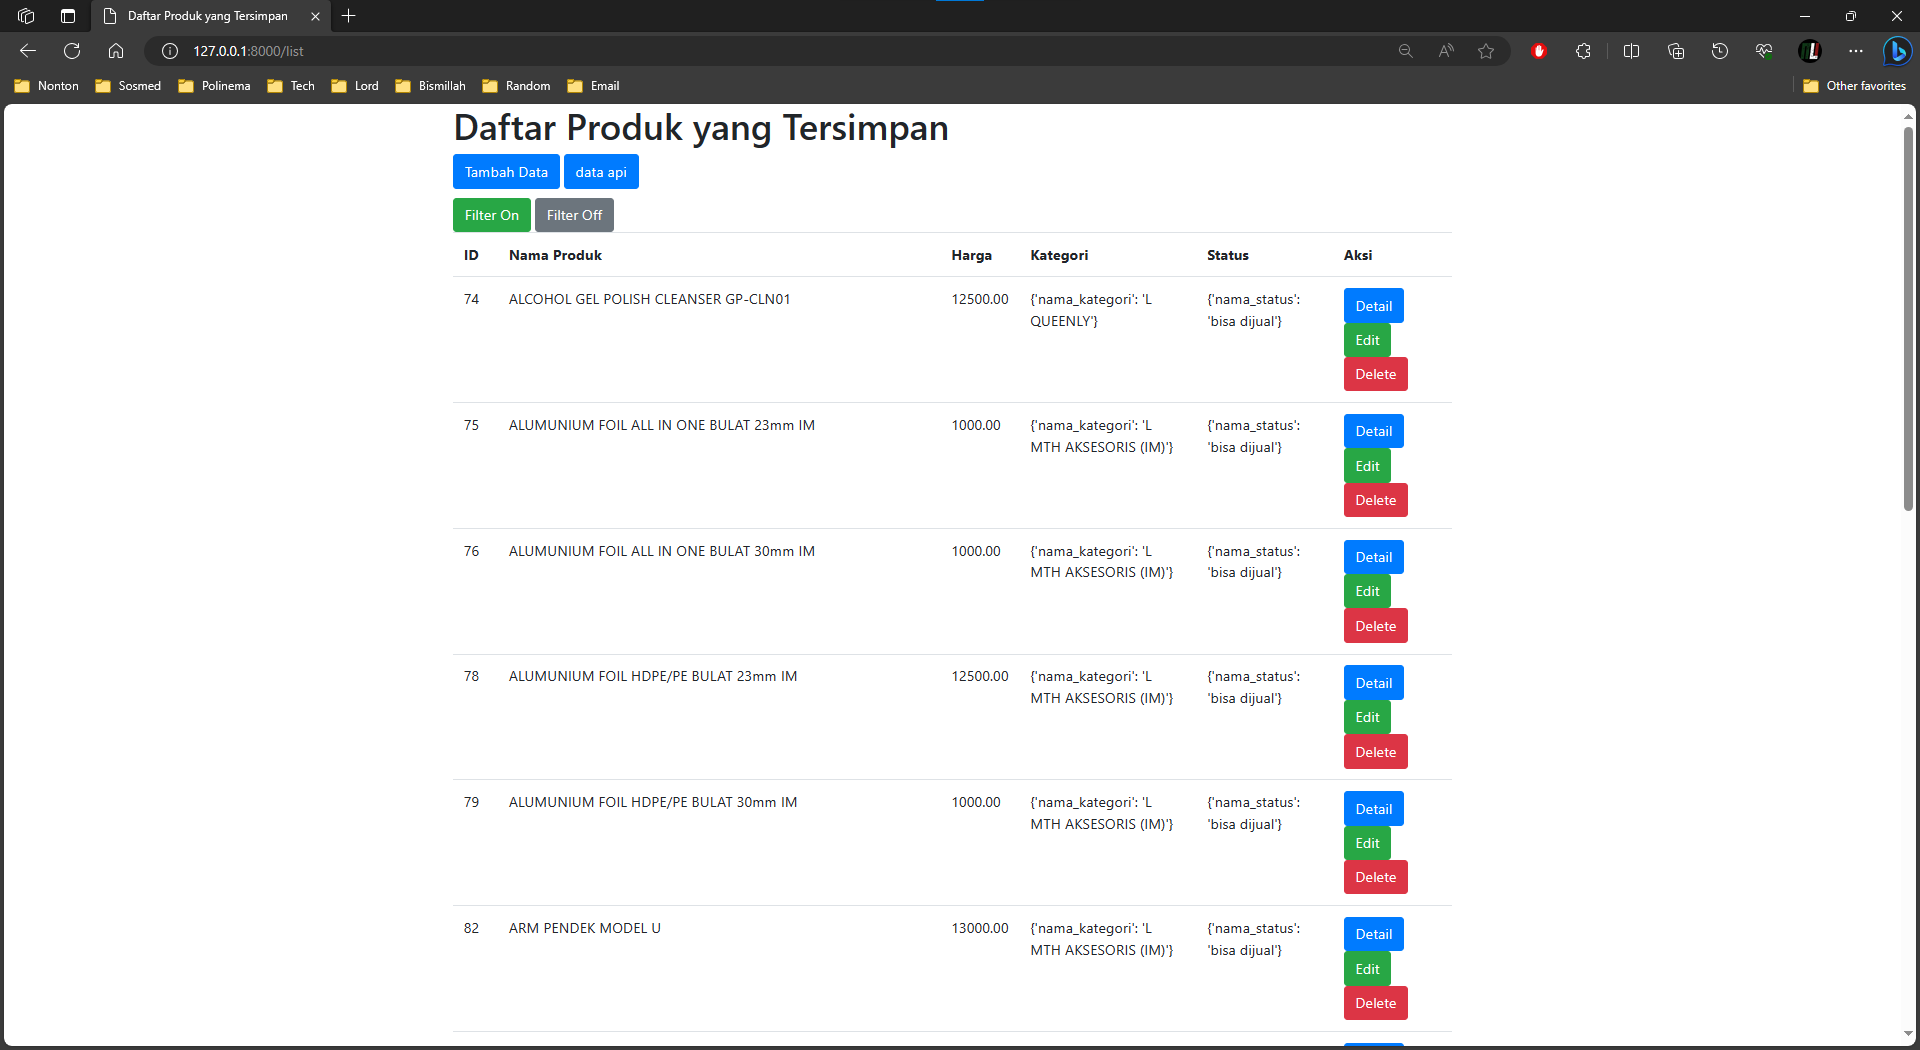 Daftar Produk yang Tersimpan
127.0.0.1:8000/list
Nonton Sosmed Polinema Tech Lord Bismillah Random Email Other favorites
Daftar Produk yang Tersimpan
Tambah Data data api
Filter On Filter Off
ID Nama Produk Harga Kategori Status Aksi
74 ALCOHOL GEL POLISH CLEANSER GP-CLN01 12500.00 {'nama_kategori': 'L {'nama_status': Detail
QUEENLY'} 'bisa dijual'}
Edit
Delete
75 ALUMUNIUM FOIL ALL IN ONE BULAT 23mm IM 1000.00 {'nama_kategori': 'L {'nama_status': Detail
MTH AKSESORIS (IM)'} 'bisa dijual'}
Edit
Delete
76 ALUMUNIUM FOIL ALL IN ONE BULAT 30mm IM 1000.00 {'nama_kategori': 'L {'nama_status': Detail
MTH AKSESORIS (IM)'} 'bisa dijual'}
Edit
Delete
78 ALUMUNIUM FOIL HDPE/PE BULAT 23mm IM 12500.00 {'nama_kategori': 'L {'nama_status': Detail
MTH AKSESORIS (IM)'} 'bisa dijual'}
Edit
Delete
79 ALUMUNIUM FOIL HDPE/PE BULAT 30mm IM 1000.00 {'nama_kategori': 'L {'nama_status': Detail
MTH AKSESORIS (IM)'} 'bisa dijual'}
Edit
Delete
82 ARM PENDEK MODEL U 13000.00 {'nama_kategori': 'L {'nama_status': Detail
MTH AKSESORIS (IM)'} 'bisa dijual'}
Edit
Delete